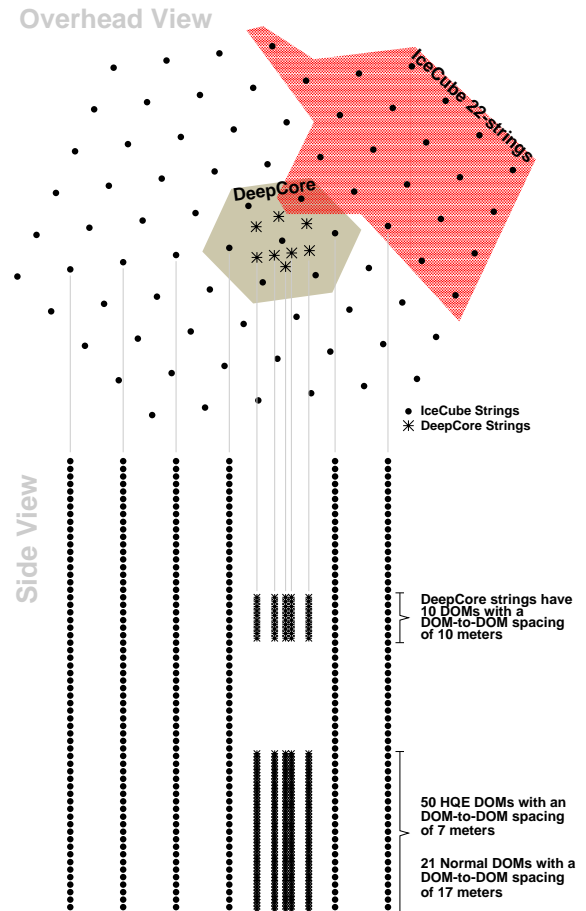 Overhead View
IceCube 22-strings
DeepCore
IceCube Strings
DeepCore Strings
Side View
DeepCore strings have
10 DOMs with a
DOM-to-DOM spacing
of 10 meters
50 HQE DOMs with an
DOM-to-DOM spacing
of 7 meters
21 Normal DOMs with a
DOM-to-DOM spacing
of 17 meters